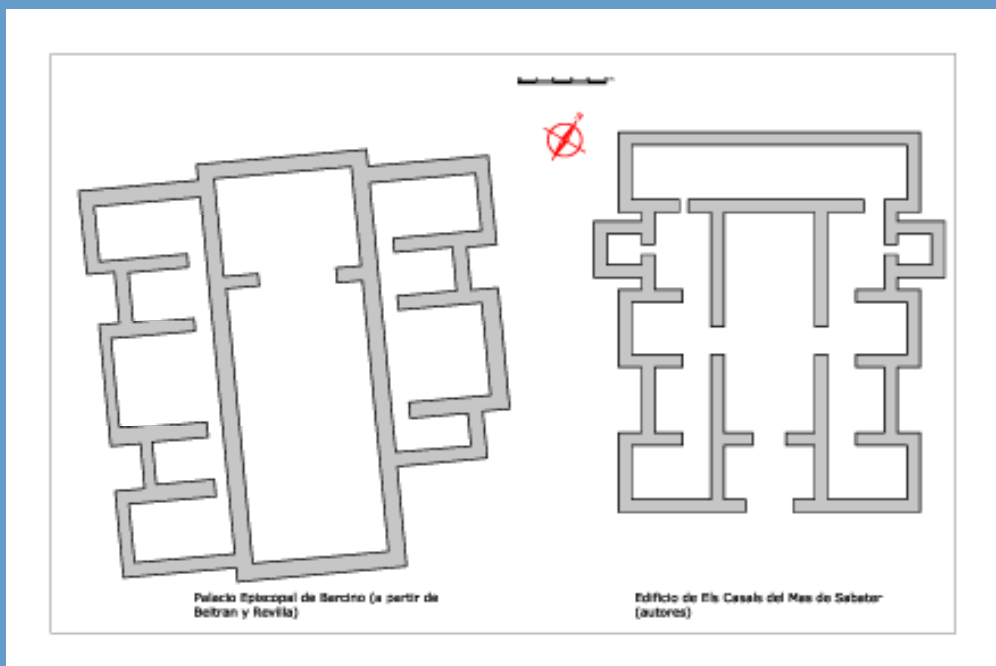 Palacio Episcopal de Barcino (a partir de
Beltran y Revilla)
Edificio de Els Casals del Mas de Sabater
(autores)